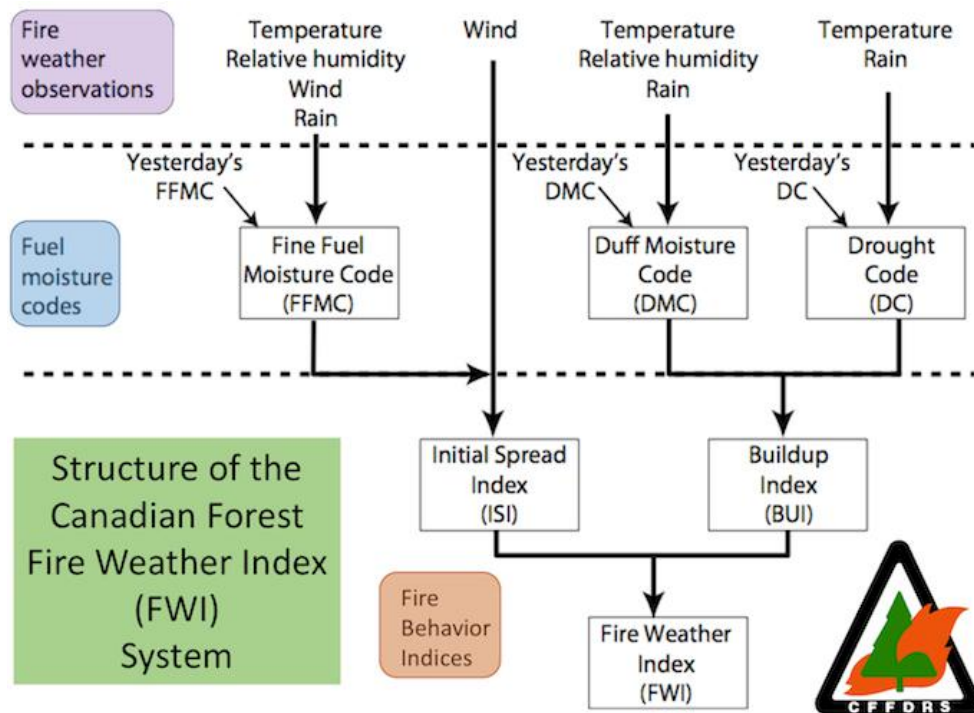 Fire
weather
observations
Temperature
Relative humidity
Wind
Rain
Wind
Temperature
Relative humidity
Rain
Temperature
Rain
Yesterday's
FFMC
Yesterday's
DMC
Yesterday's
DC
Fuel
moisture
codes
Fine Fuel
Moisture Code
(FFMC)
Duff Moisture
Code
(DMC)
Drought
Code
(DC)
Structure of the
Canadian Forest
Fire Weather Index
(FWI)
System
Initial Spread
Index
(ISI)
Buildup
Index
(BUI)
Fire
Behavior
Indices
Fire Weather
Index
(FWI)
CFFDRS